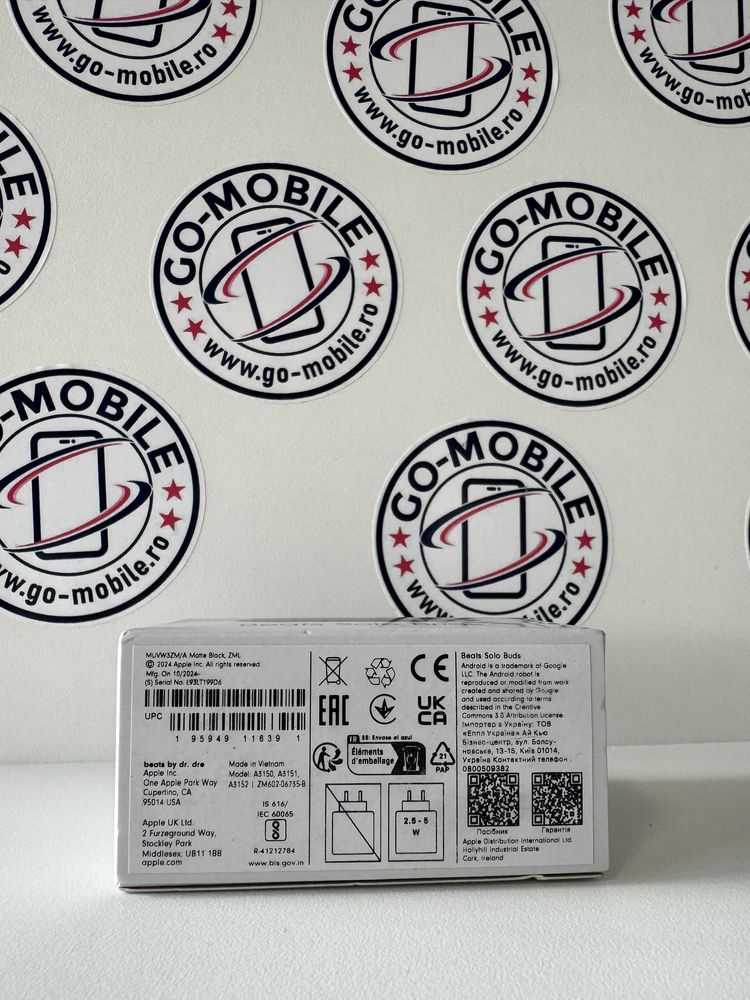 GO-MOBILE
www.go-mobile.ro
GO-MOBILE
www.go-mobile.ro
GO-MOBILE
www.go-mobile.ro
GO-MOBILE
www.go-mobile.ro
GO-MOBILE
www.go-mobile.ro
GO-MOBILE
www.go-mobile.ro
Beats Solo Buds
MUVW3ZM/A Matte Black, ZML
© 2024 Apple Inc. All rights reserved.
Mfg. On 10/2024
(S) Serial No. L93LT199D6
UPC
1 95949 11639 1
beats by dr. dre
Apple Inc.
One Apple Park Way
Cupertino, CA
95014 USA
Apple UK Ltd.
2 Furzeground Way,
Stockley Park
Middlesex, UB11 1BB
apple.com
Made in Vietnam
Model: A3150, A3151,
A3152 | ZM602-06735-B
IS 616/
IEC 60065
R-41212784
www.bis.gov.in
CE
EAC
UK
CA
FR ES: Envase al azul
Éléments
d'emballage
21
PAP
2.5 - 5
W
Beats Solo Buds
Android is a trademark of Google
LLC. The Android robot is
reproduced or modified from work
created and shared by Google
and used according to terms
described in the Creative
Commons 3.0 Attribution License.
Імпортер в Україну: ТОВ
«Еппл Україна» Ай Кью
Бізнес-центр, вул. Болсу-
новська, 13-15, Київ 01014,
Україна Контактний телефон :
0800509382
Посібник
Гарантія
Apple Distribution International Ltd
Hollyhill Industrial Estate
Cork, Ireland